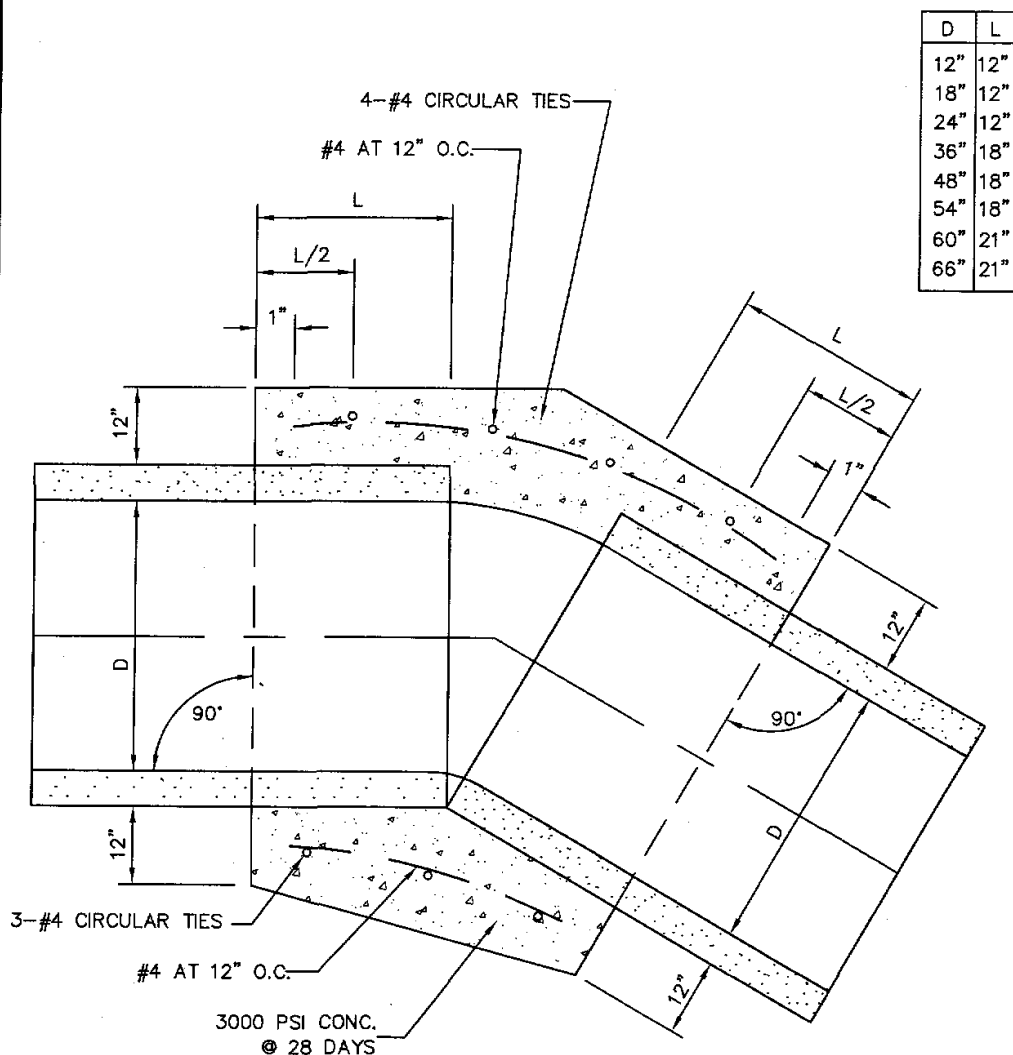 D L
12" 12"
18" 12"
24" 12"
36" 18"
48" 18"
54" 18"
60" 21"
66" 21"
4-#4 CIRCULAR TIES
#4 AT 12" O.C.
L
L/2
1"
L
L/2
1"
12"
12"
D
90°
90°
D
12"
3-#4 CIRCULAR TIES
#4 AT 12" O.C.
12"
3000 PSI CONC.
@ 28 DAYS